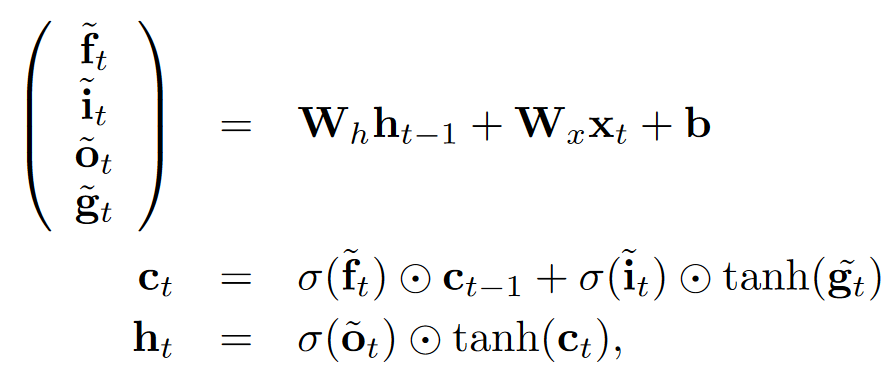 ( f̃_t
ĩ_t
õ_t
g̃_t ) = W_h h_{t−1} + W_x x_t + b
c_t = σ(f̃_t) ⊙ c_{t−1} + σ(ĩ_t) ⊙ tanh(g̃_t)
h_t = σ(õ_t) ⊙ tanh(c_t),